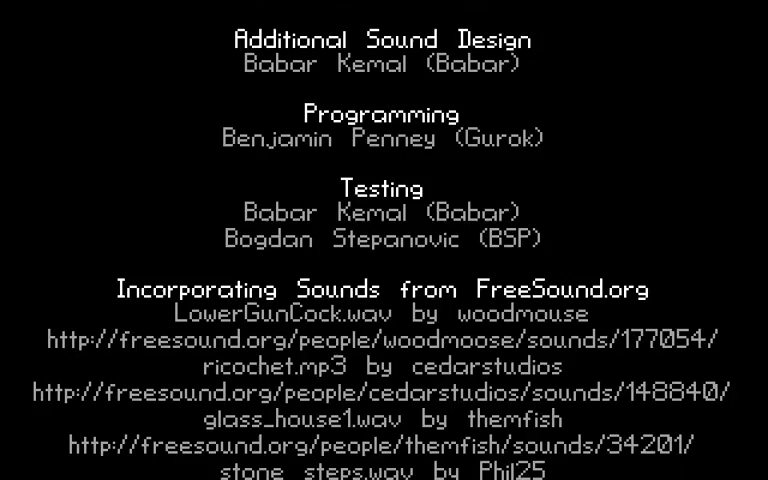 Additional Sound Design
Babar Kemal (Babar)
Programming
Benjamin Penney (Gurok)
Testing
Babar Kemal (Babar)
Bogdan Stepanovic (BSP)
Incorporating Sounds from FreeSound.org
LowerGunCock.wav by woodmouse
http://freesound.org/people/woodmoose/sounds/177054/
ricochet.mp3 by cedarstudios
http://freesound.org/people/cedarstudios/sounds/148840/
glass_house1.wav by themfish
http://freesound.org/people/themfish/sounds/34201/
stone_steps.wav by Phil25